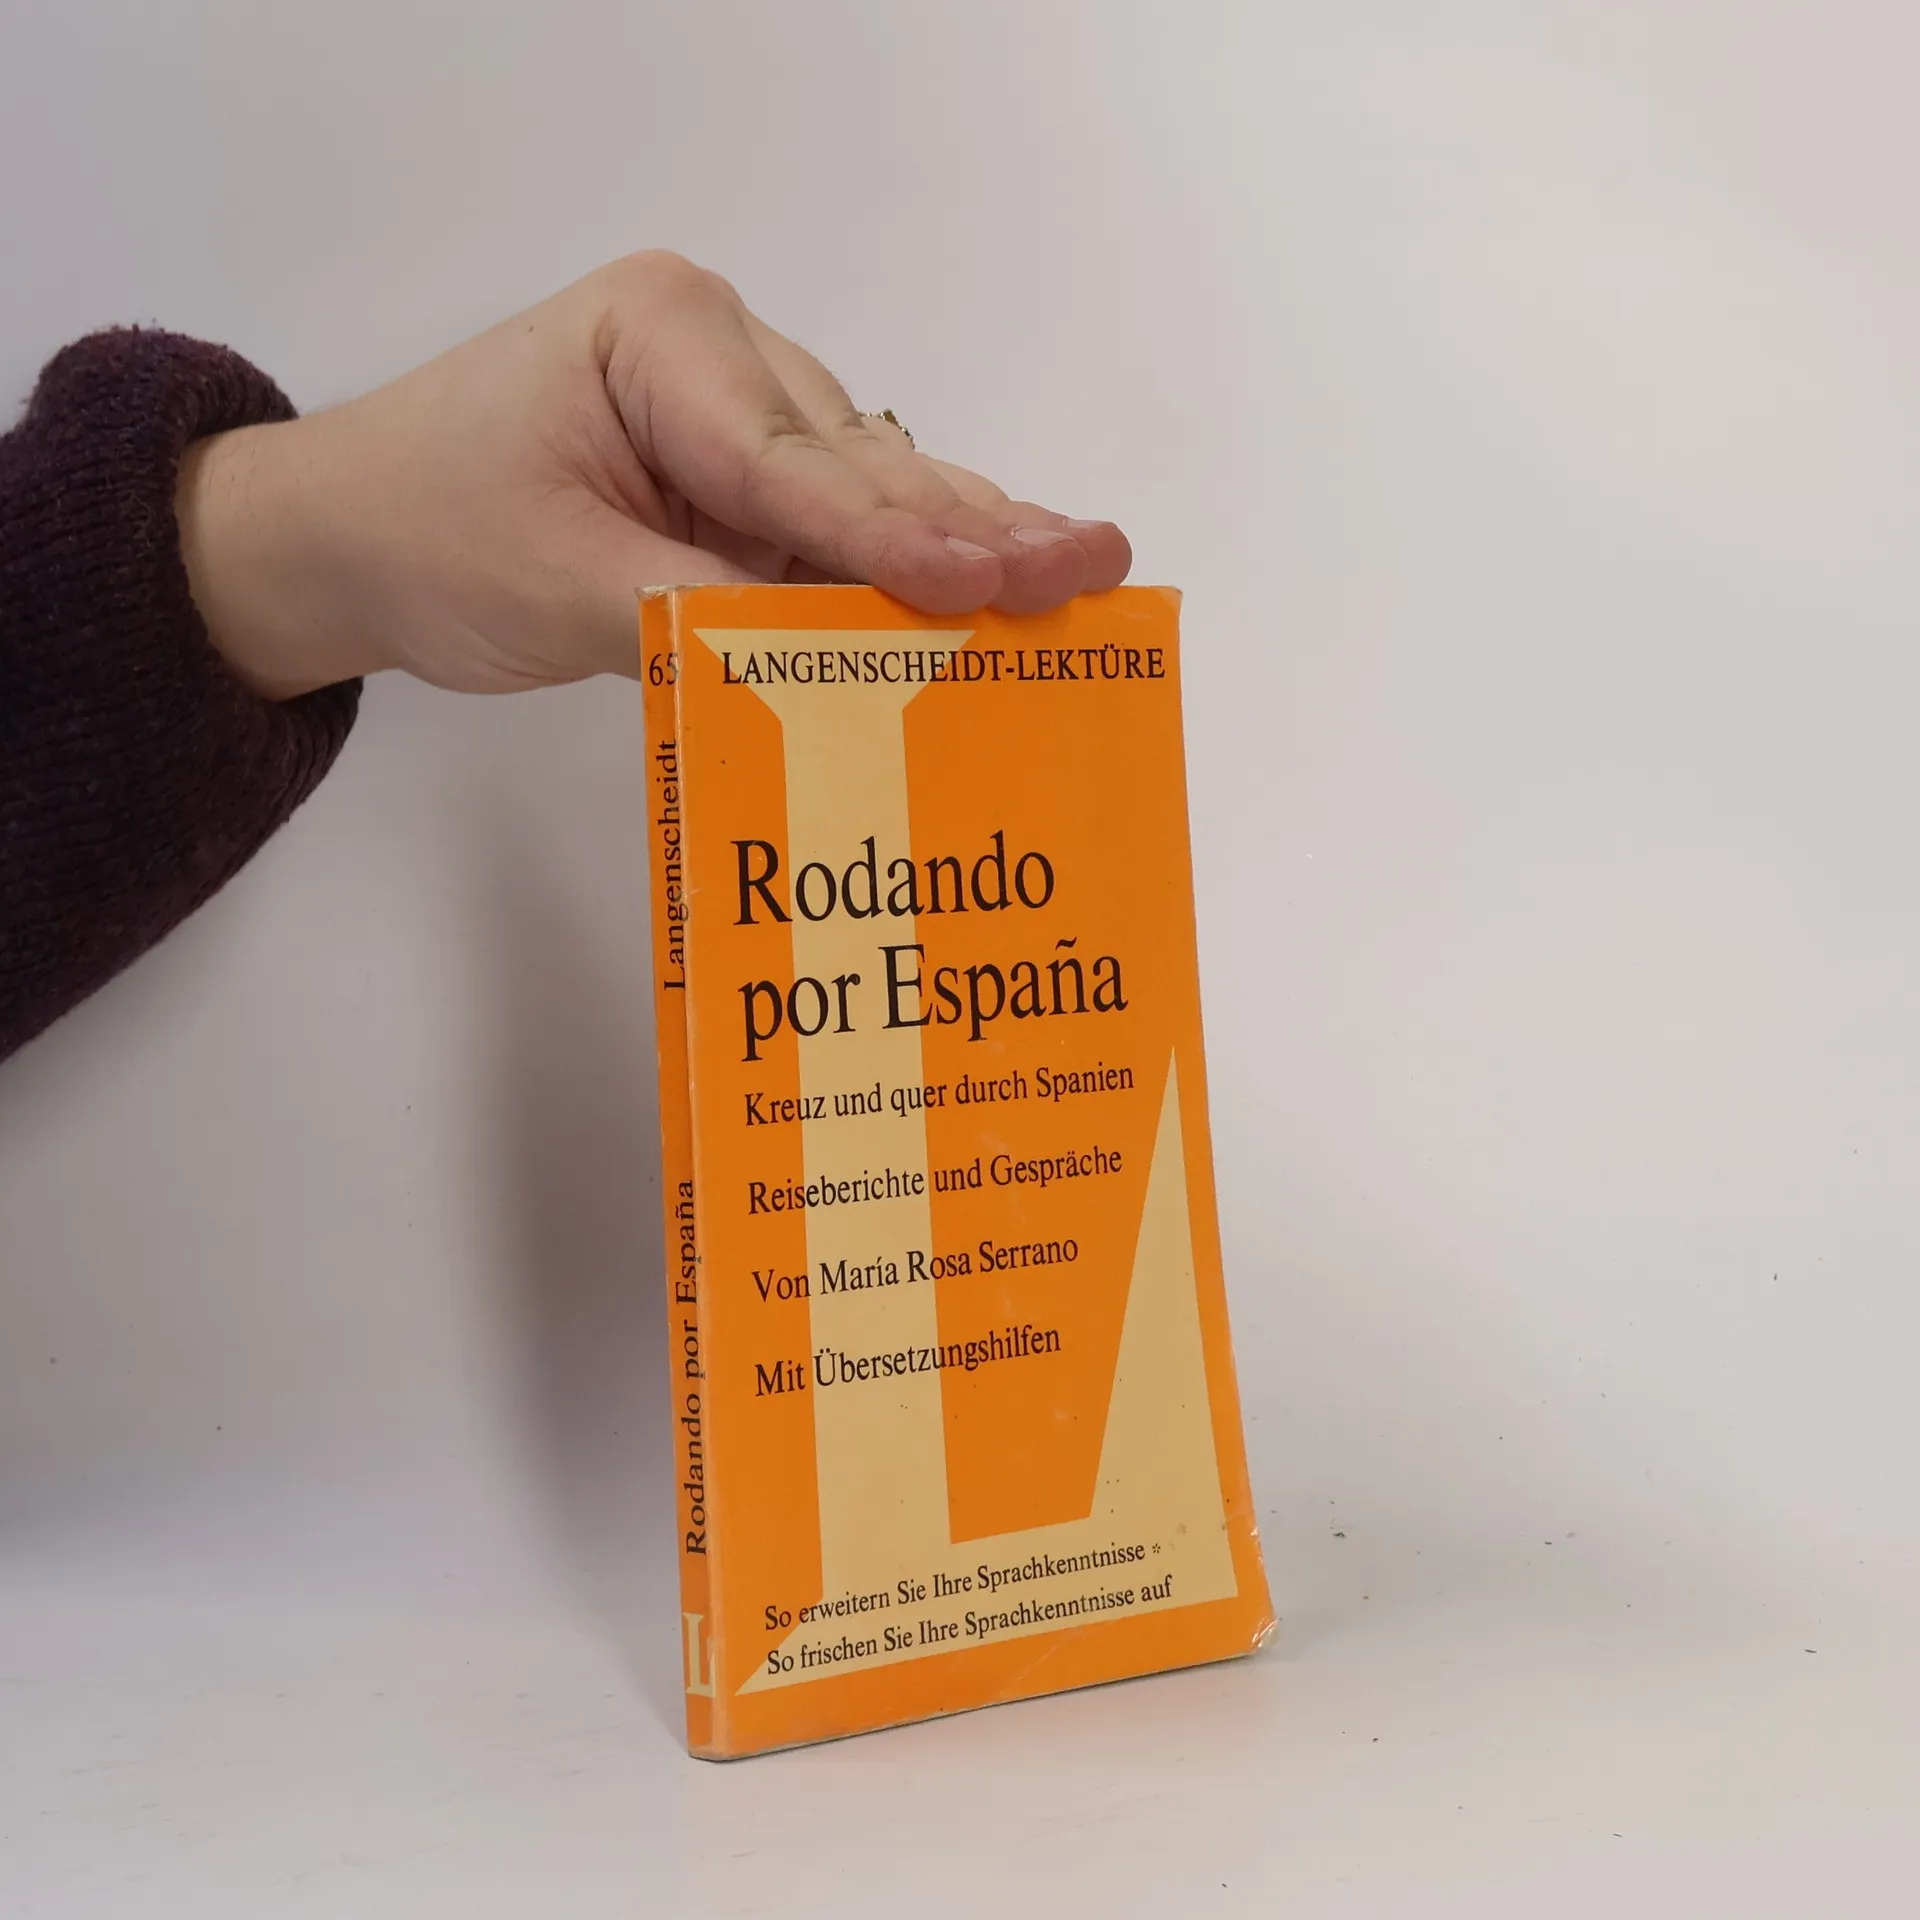 65
Langenscheidt
Rodando por España
L
LANGENSCHEIDT-LEKTÜRE
Rodando
por España
Kreuz und quer durch Spanien
Reiseberichte und Gespräche
Von María Rosa Serrano
Mit Übersetzungshilfen
So erweitern Sie Ihre Sprachkenntnisse *
So frischen Sie Ihre Sprachkenntnisse auf